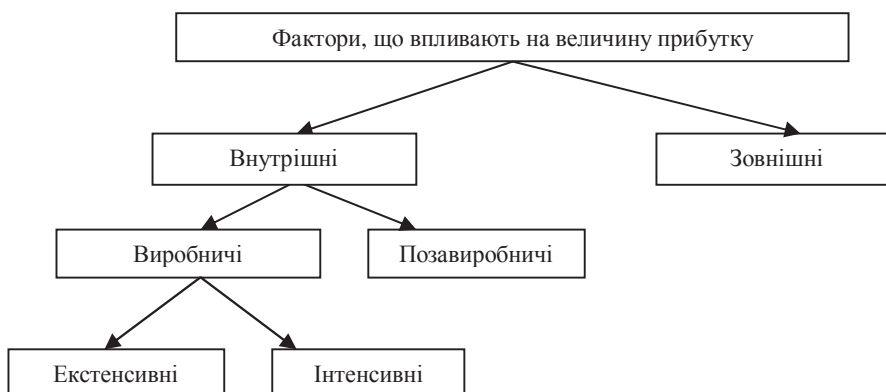 Фактори, що впливають на величину прибутку
Внутрішні
Зовнішні
Виробничі
Позавиробничі
Екстенсивні
Інтенсивні